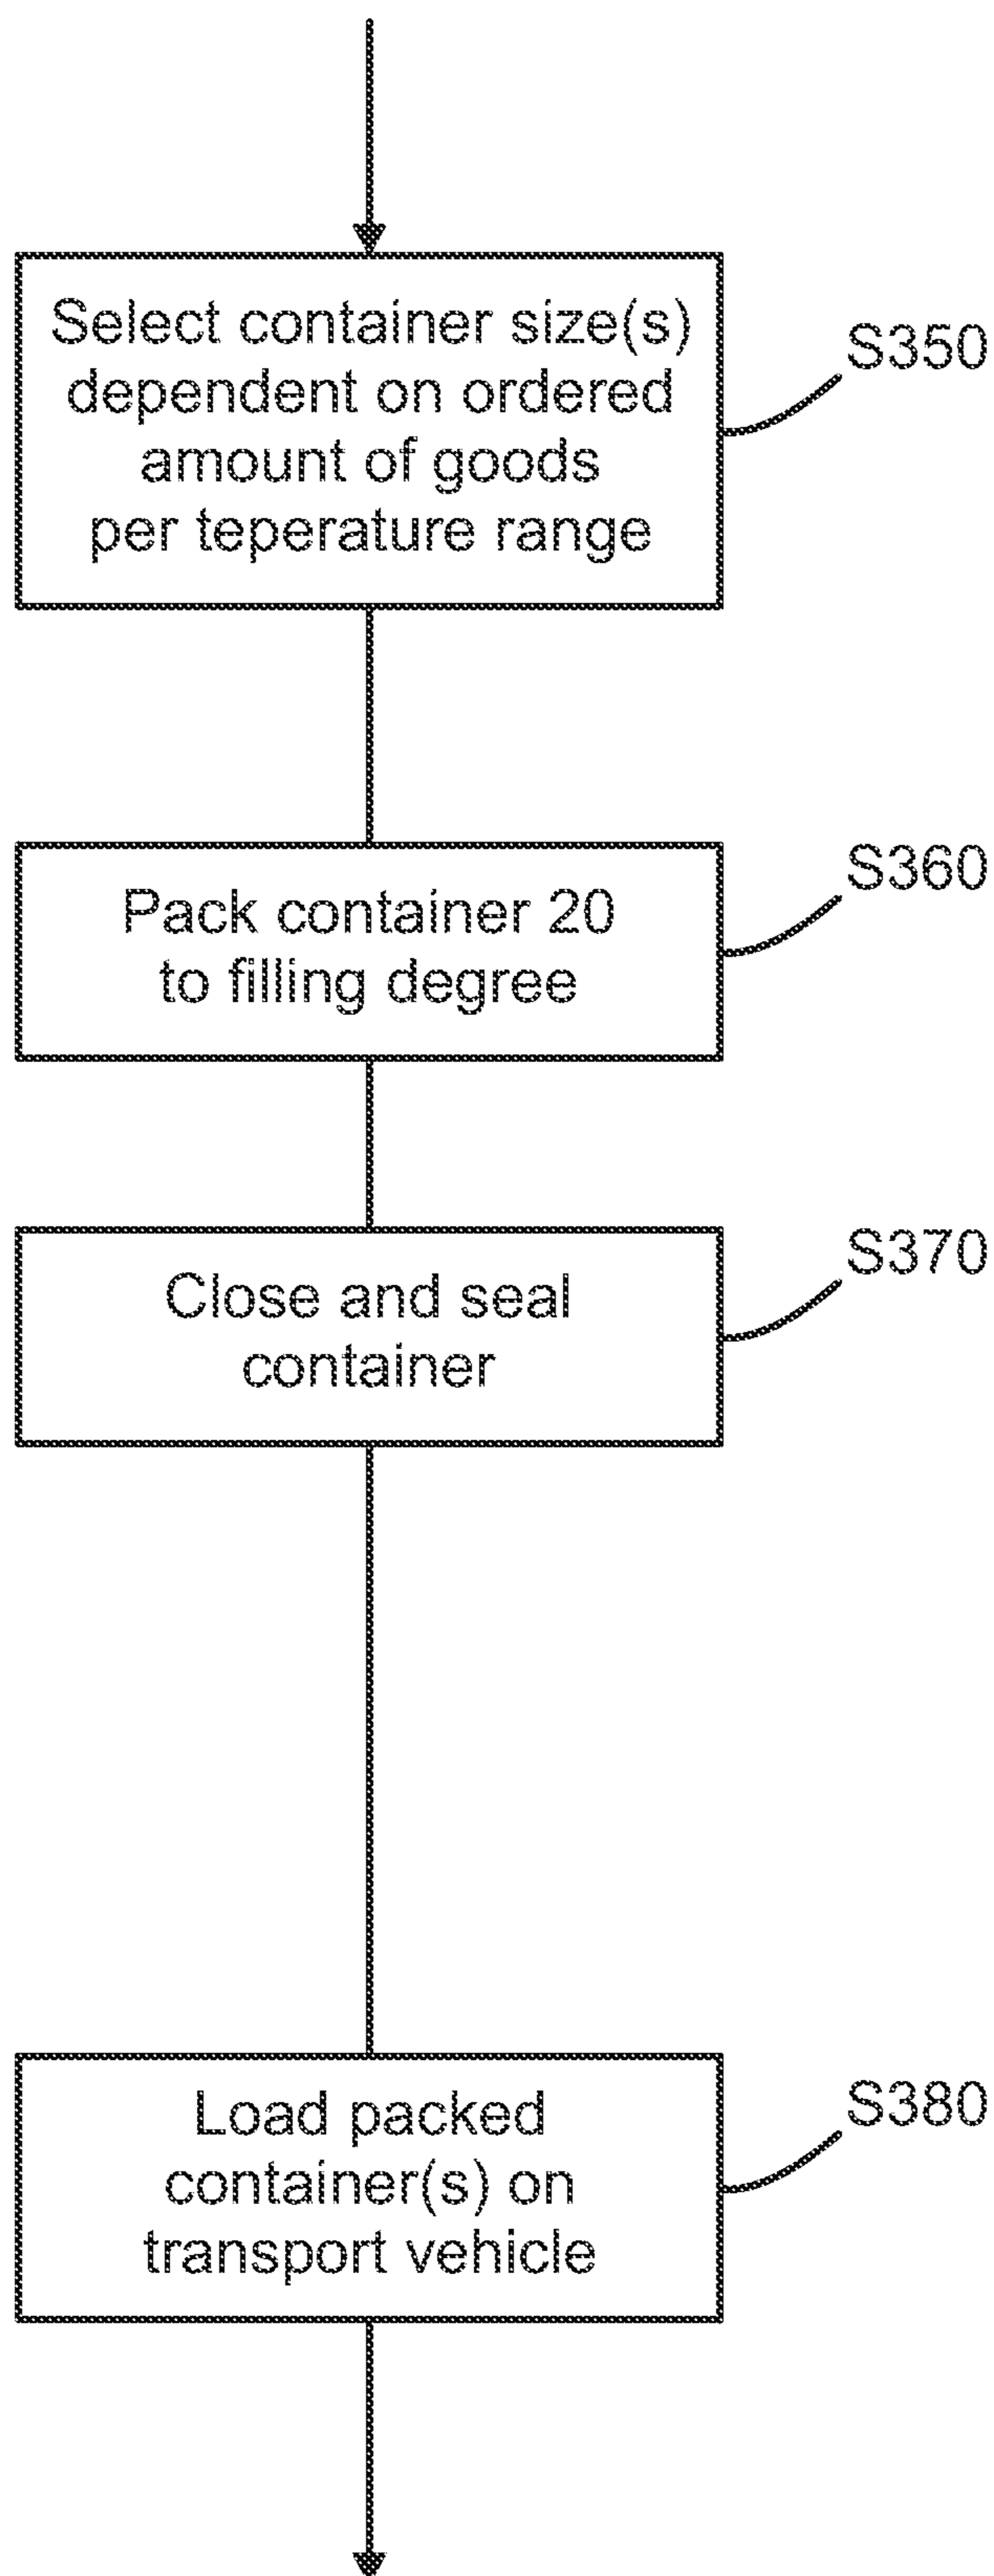 Select container size(s)
dependent on ordered
amount of goods
per teperature range
S350
Pack container 20
to filling degree
S360
Close and seal
container
S370
Load packed
container(s) on
transport vehicle
S380